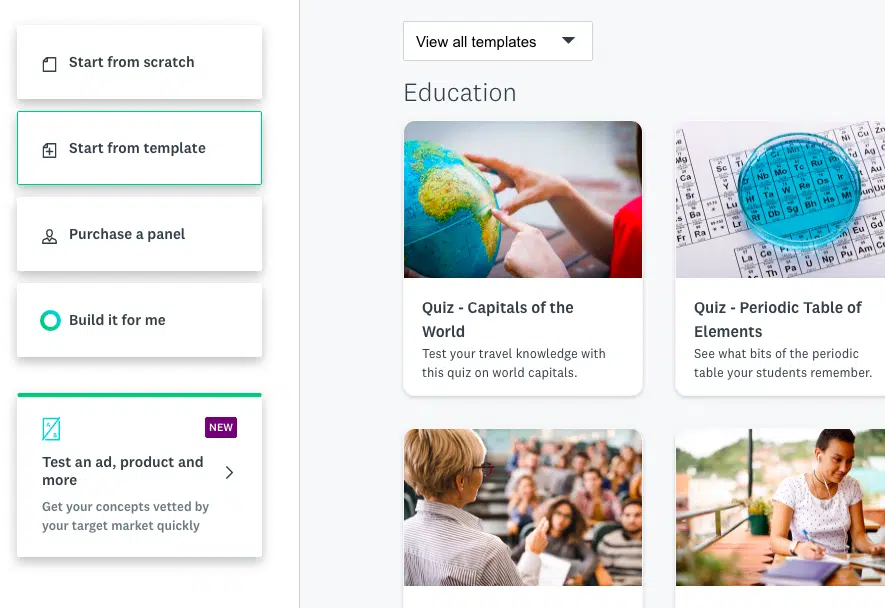 Start from scratch
Start from template
Purchase a panel
Build it for me
NEW
Test an ad, product and
more
Get your concepts vetted by
your target market quickly
View all templates
Education
Quiz - Capitals of the
World
Test your travel knowledge with
this quiz on world capitals.
Quiz - Periodic Table of
Elements
See what bits of the periodic
table your students remember.